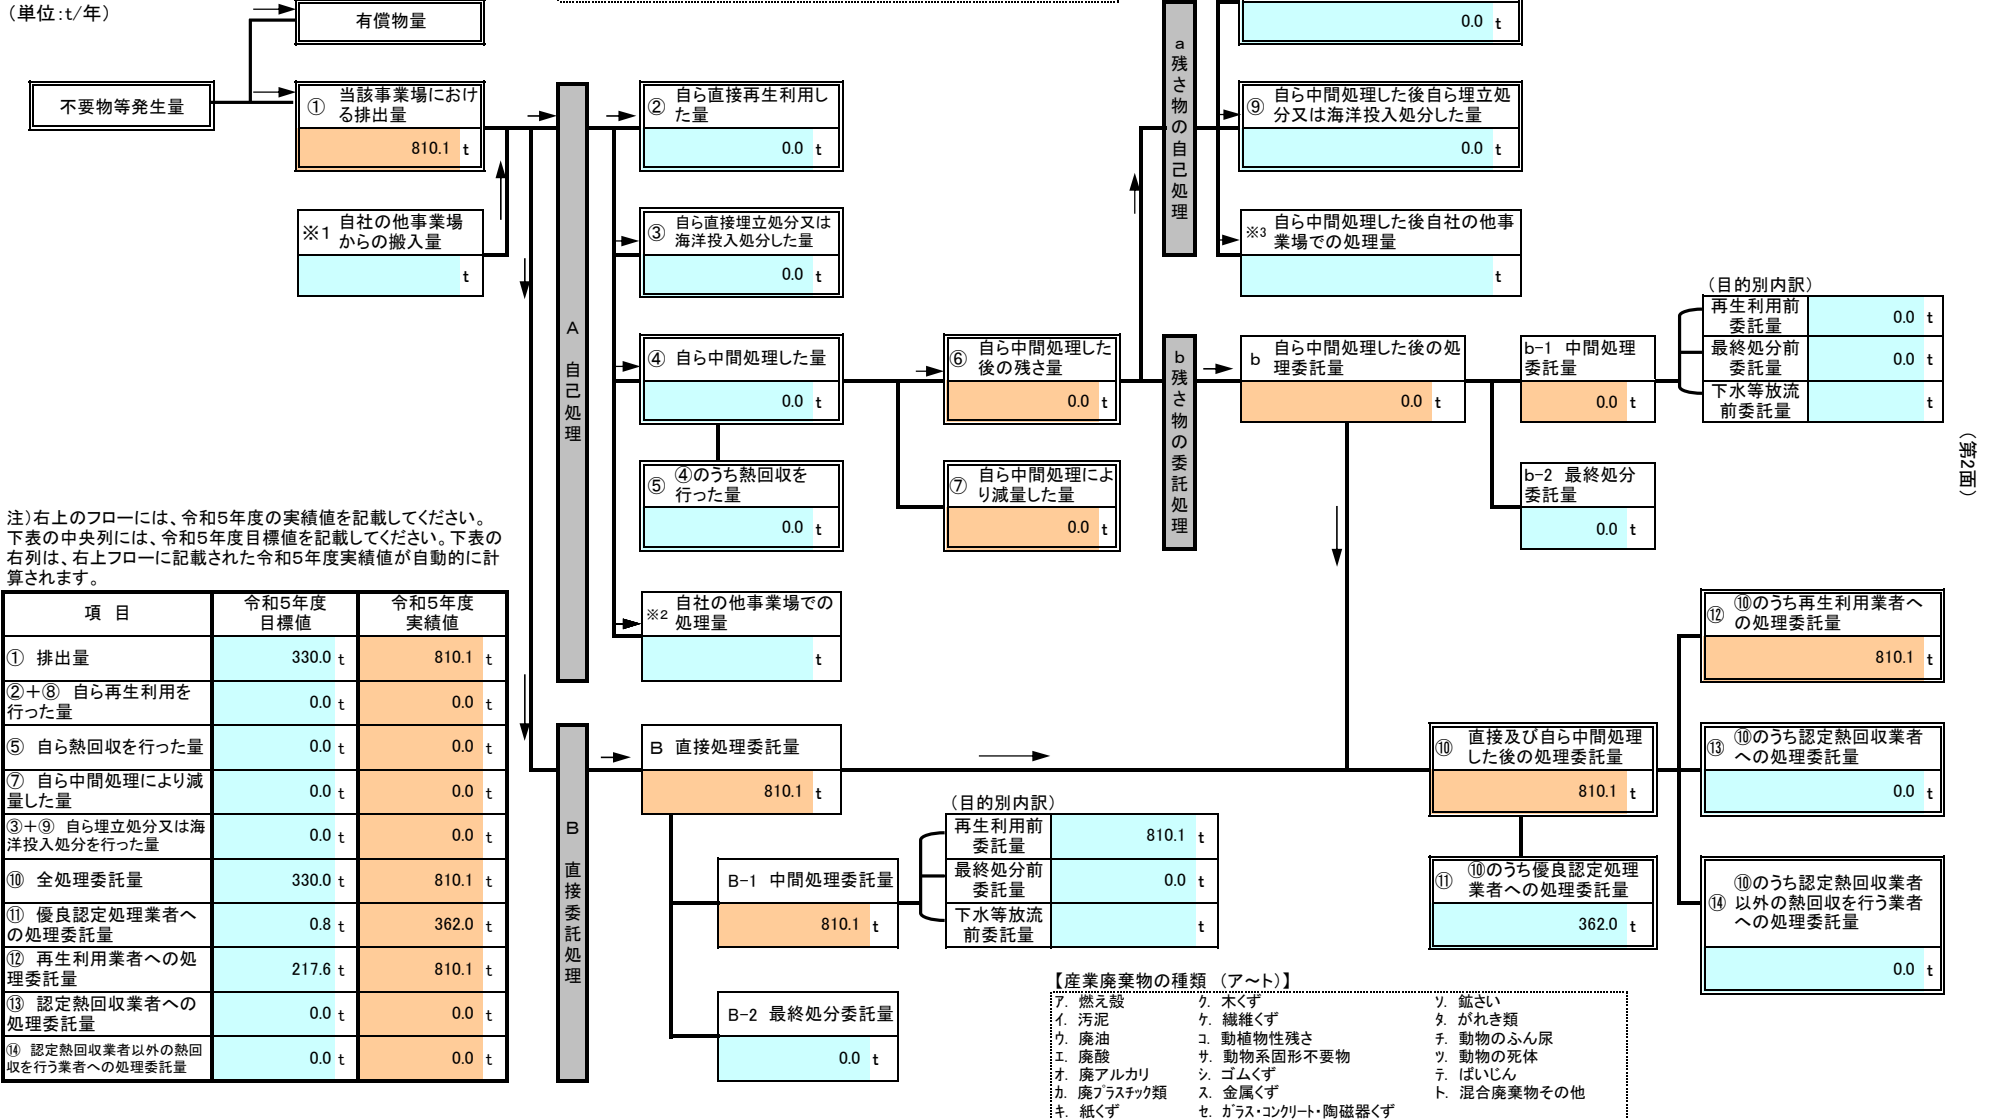 （単位:t/年）
有償物量
不要物等発生量
① 当該事業場におけ
る排出量
810.1 t
※1 自社の他事業場
からの搬入量
t
A 自己処理
② 自ら直接再生利用し
た量
0.0 t
③ 自ら直接埋立処分又は
海洋投入処分した量
0.0 t
④ 自ら中間処理した量
0.0 t
⑤ ④のうち熱回収を
行った量
0.0 t
※2 自社の他事業場での
処理量
t
⑥ 自ら中間処理した
後の残さ量
0.0 t
⑦ 自ら中間処理によ
り減量した量
0.0 t
a残さ物の自己処理
0.0 t
⑨ 自ら中間処理した後自ら埋立処
分又は海洋投入処分した量
0.0 t
※3 自ら中間処理した後自社の他事
業場での処理量
t
b残さ物の委託処理
b 自ら中間処理した後の処
理委託量
0.0 t
b-1 中間処理
委託量
0.0 t
b-2 最終処分
委託量
0.0 t
（目的別内訳）
再生利用前
委託量
0.0 t
最終処分前
委託量
0.0 t
下水等放流
前委託量
t
（第2面）
注）右上のフローには、令和5年度の実績値を記載してください。
下表の中央列には、令和5年度目標値を記載してください。下表の
右列は、右上フローに記載された令和5年度実績値が自動的に計
算されます。
項 目 令和5年度 令和5年度
目標値 実績値
① 排出量 330.0 t 810.1 t
②＋⑧ 自ら再生利用を
行った量 0.0 t 0.0 t
⑤ 自ら熱回収を行った量 0.0 t 0.0 t
⑦ 自ら中間処理により減
量した量 0.0 t 0.0 t
③＋⑨ 自ら埋立処分又は海
洋投入処分を行った量 0.0 t 0.0 t
⑩ 全処理委託量 330.0 t 810.1 t
⑪ 優良認定処理業者へ
の処理委託量 0.8 t 362.0 t
⑫ 再生利用業者への処
理委託量 217.6 t 810.1 t
⑬ 認定熱回収業者への
処理委託量 0.0 t 0.0 t
⑭ 認定熱回収業者以外の熱回
収を行う業者への処理委託量 0.0 t 0.0 t
B 直接委託処理
B 直接処理委託量
810.1 t
B-1 中間処理委託量
810.1 t
B-2 最終処分委託量
0.0 t
（目的別内訳）
再生利用前
委託量
810.1 t
最終処分前
委託量
0.0 t
下水等放流
前委託量
t
⑩ 直接及び自ら中間処理
した後の処理委託量
810.1 t
⑪ ⑩のうち優良認定処理
業者への処理委託量
362.0 t
⑫ ⑩のうち再生利用業者へ
の処理委託量
810.1 t
⑬ ⑩のうち認定熱回収業者
への処理委託量
0.0 t
⑭ ⑩のうち認定熱回収業者
以外の熱回収を行う業者
への処理委託量
0.0 t
【産業廃棄物の種類 （ア～ト）】
ア. 燃え殻 ク. 木くず ソ. 鉱さい
イ. 汚泥 ケ. 繊維くず タ. がれき類
ウ. 廃油 コ. 動植物性残さ チ. 動物のふん尿
エ. 廃酸 サ. 動物系固形不要物 ツ. 動物の死体
オ. 廃アルカリ シ. ゴムくず テ. ばいじん
カ. 廃プラスチック類 ス. 金属くず ト. 混合廃棄物その他
キ. 紙くず セ. ガラス・コンクリート・陶磁器くず